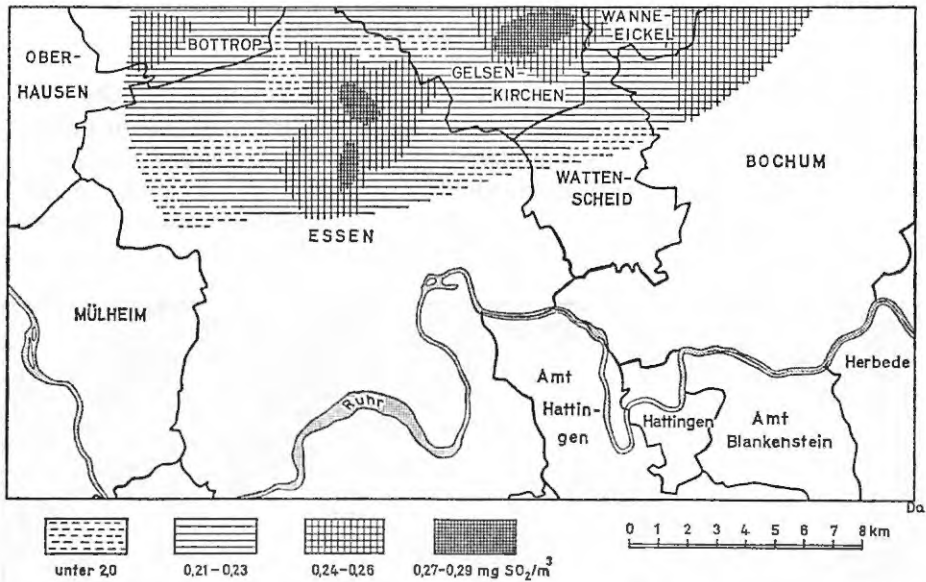 OBER-
HAUSEN
BOTTROP
WANNE-
EICKEL
GELSEN-
KIRCHEN
WATTEN-
SCHEID
BOCHUM
ESSEN
MÜLHEIM
Ruhr
Amt
Hattin-
gen
Hattingen
Amt
Blankenstein
Herbede
Da
unter 2,0
0,21-0,23
0,24-0,26
0,27-0,29 mg SO2/m³
0 1 2 3 4 5 6 7 8 km